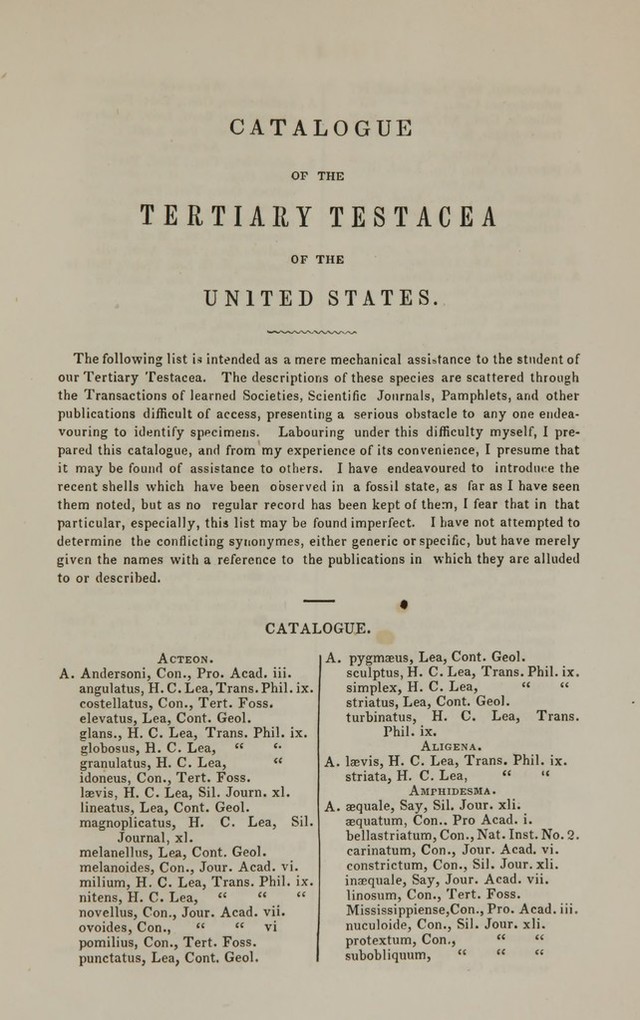 CATALOGUE
OF THE
TERTIARY TESTACEA
OF THE
UNITED STATES.
The following list is intended as a mere mechanical assistance to the student of
our Tertiary Testacea. The descriptions of these species are scattered through
the Transactions of learned Societies, Scientific Journals, Pamphlets, and other
publications difficult of access, presenting a serious obstacle to any one endea-
vouring to identify specimens. Labouring under this difficulty myself, I pre-
pared this catalogue, and from my experience of its convenience, I presume that
it may be found of assistance to others. I have endeavoured to introduce the
recent shells which have been observed in a fossil state, as far as I have seen
them noted, but as no regular record has been kept of them, I fear that in that
particular, especially, this list may be found imperfect. I have not attempted to
determine the conflicting synonymes, either generic or specific, but have merely
given the names with a reference to the publications in which they are alluded
to or described.
CATALOGUE.
ACTEON.
A. Andersoni, Con., Pro. Acad. iii.
angulatus, H. C. Lea, Trans. Phil. ix.
costellatus, Con., Tert. Foss.
elevatus, Lea, Cont. Geol.
glans., H. C. Lea, Trans. Phil. ix.
globosus, H. C. Lea, “ “
granulatus, H. C. Lea, “
idoneus, Con., Tert. Foss.
lævis, H. C. Lea, Sil. Journ. xl.
lineatus, Lea, Cont. Geol.
magnoplicatus, H. C. Lea, Sil.
Journal, xl.
melanellus, Lea, Cont. Geol.
melanoides, Con., Jour. Acad. vi.
milium, H. C. Lea, Trans. Phil. ix.
nitens, H. C. Lea, “ “ “
novellus, Con., Jour. Acad. vii.
ovoides, Con., “ “ vi
pomilius, Con., Tert. Foss.
punctatus, Lea, Cont. Geol.
A. pygmæus, Lea, Cont. Geol.
sculptus, H. C. Lea, Trans. Phil. ix.
simplex, H. C. Lea, “ “
striatus, Lea, Cont. Geol.
turbinatus, H. C. Lea, Trans.
Phil. ix.
ALIGENA.
A. lævis, H. C. Lea, Trans. Phil. ix.
striata, H. C. Lea, “ “
AMPHIDESMA.
A. æquale, Say, Sil. Jour. xli.
æquatum, Con.. Pro Acad. i.
bellastriatum, Con., Nat. Inst. No. 2.
carinatum, Con., Jour. Acad. vi.
constrictum, Con., Sil. Jour. xli.
inæquale, Say, Jour. Acad. vii.
linosum, Con., Tert. Foss.
Mississippiense, Con., Pro. Acad. iii.
nuculoide, Con., Sil. Jour. xli.
protextum, Con., “ “
subobliquum, “ “ “